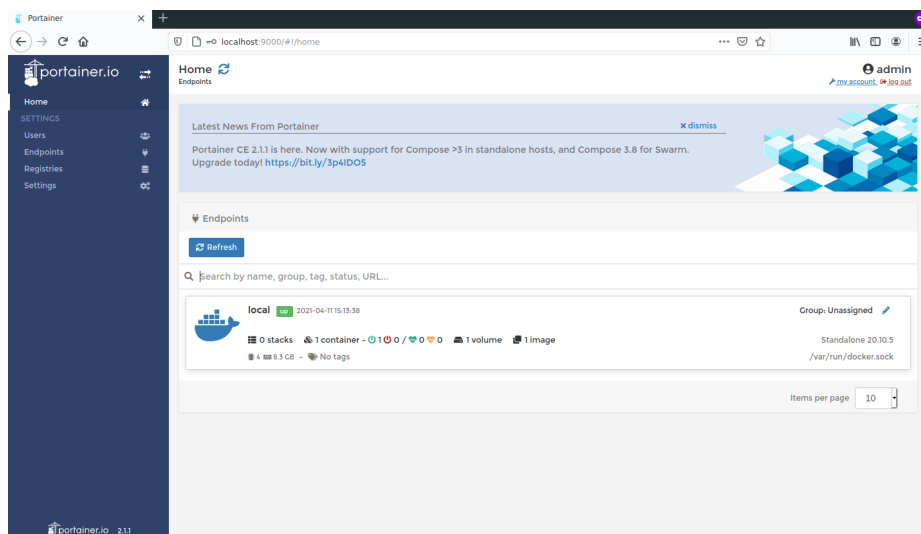 Portainer
localhost:9000/#!/home
portainer.io
Home
SETTINGS
Users
Endpoints
Registries
Settings
portainer.io 2.1.1
Home
Endpoints
admin
my account log out
Latest News From Portainer
dismiss
Portainer CE 2.1.1 is here. Now with support for Compose >3 in standalone hosts, and Compose 3.8 for Swarm.
Upgrade today! https://bit.ly/3p4IDO5
Endpoints
Refresh
Search by name, group, tag, status, URL...
local up 2021-04-11 15:13:38
Group: Unassigned
0 stacks 1 container - 1 0 / 0 0 1 volume 1 image
Standalone 20.10.5
4 8.3 GB - No tags
/var/run/docker.sock
Items per page 10